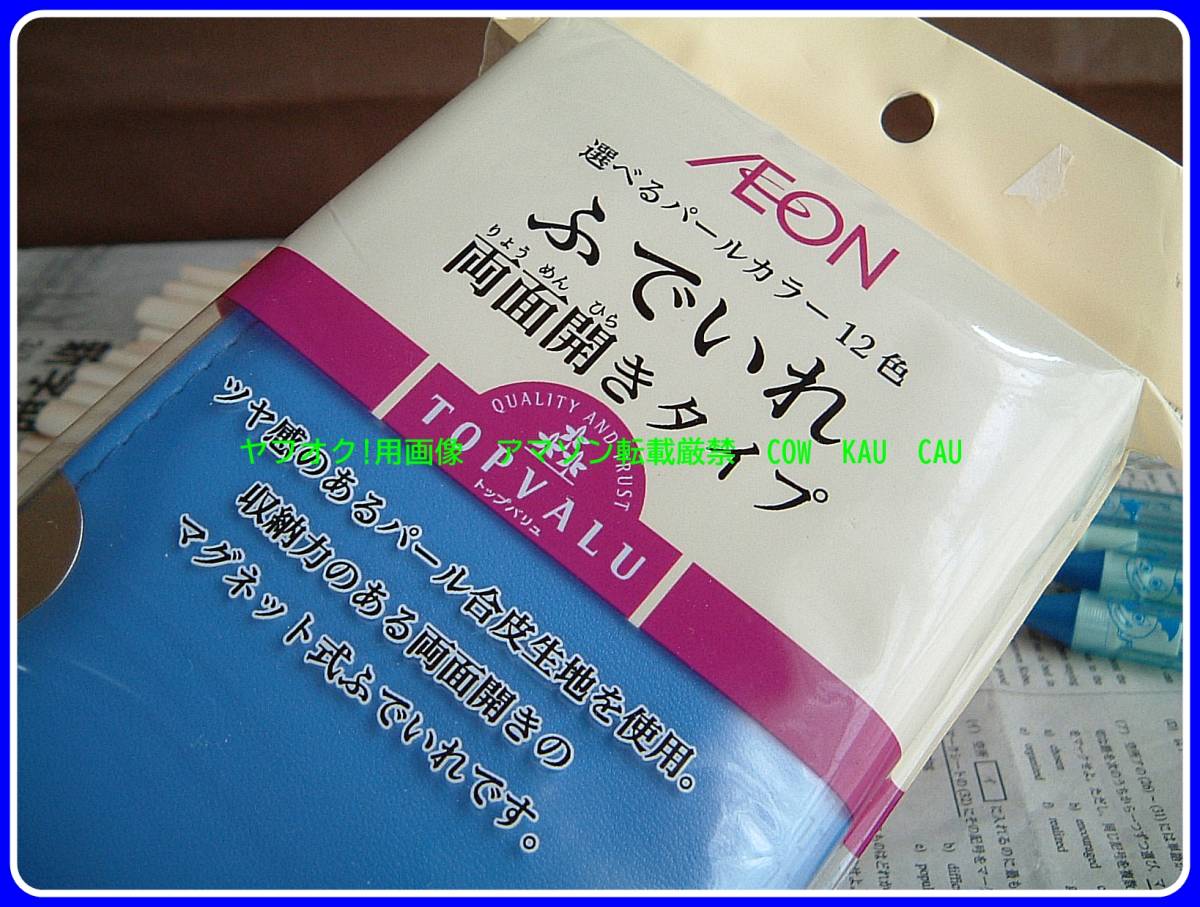 ÆON
選べるパールカラー12色
ふでいれ
りょう めん ひら
両面開きタイプ
QUALITY AND TRUST
TOPVALU
トップバリュ
ヤフオク!用画像 アマゾン転載厳禁 COW KAU CAU
ツヤ感のあるパール合皮生地を使用。
収納力のある両面開きの
マグネット式ふでいれです。